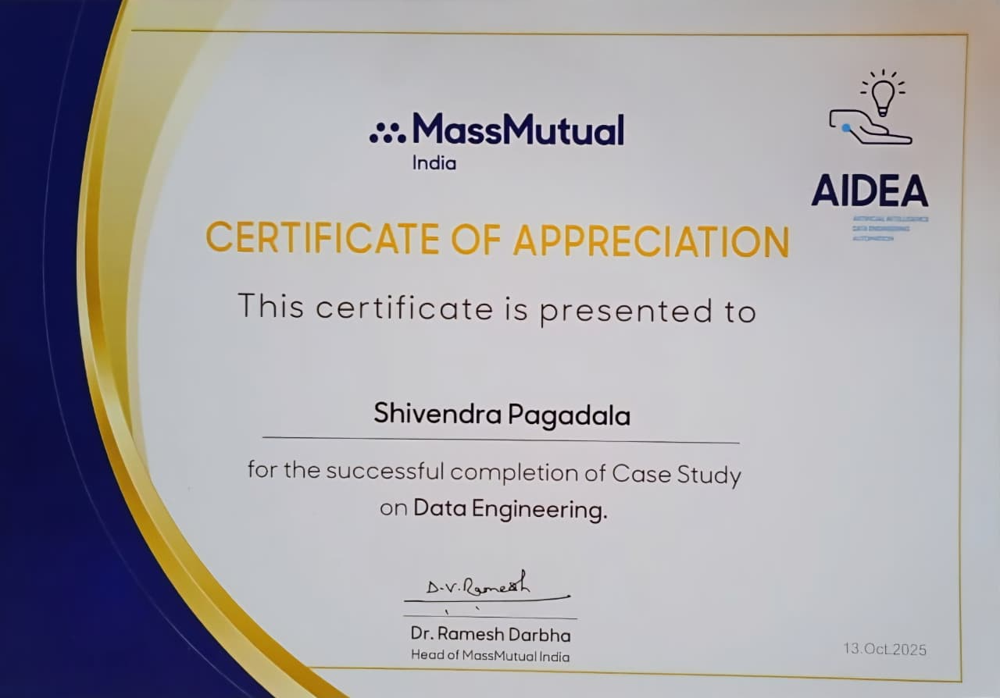 MassMutual
India
AIDEA
ARTIFICIAL INTELLIGENCE
DATA ENGINEERING
AUTOMATION
CERTIFICATE OF APPRECIATION
This certificate is presented to
Shivendra Pagadala
for the successful completion of Case Study
on Data Engineering.
D.V.Ramesh
Dr. Ramesh Darbha
Head of MassMutual India
13.Oct.2025